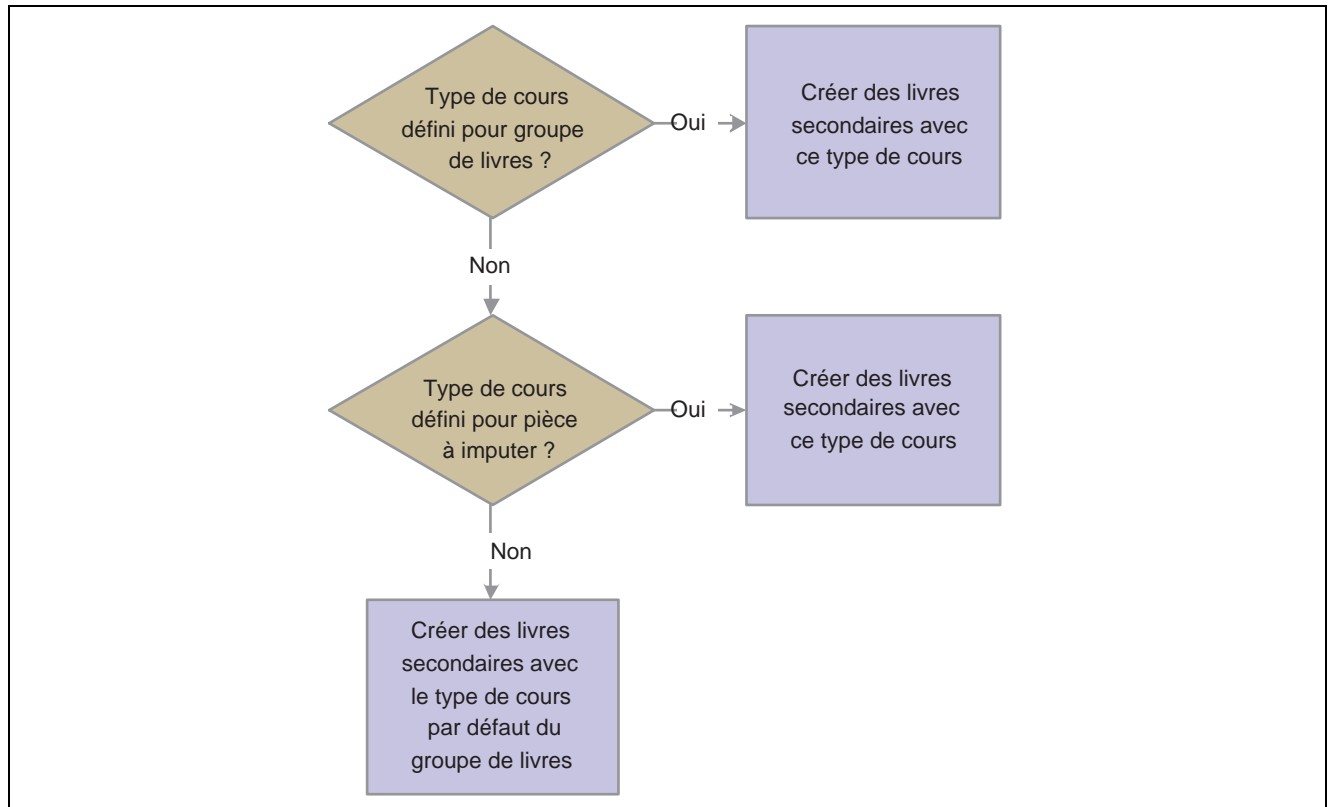 Type de cours
défini pour groupe
de livres ?
Oui
Créer des livres
secondaires avec
ce type de cours
Non
Type de cours
défini pour pièce
à imputer ?
Oui
Créer des livres
secondaires avec
ce type de cours
Non
Créer des livres
secondaires avec
le type de cours
par défaut du
groupe de livres